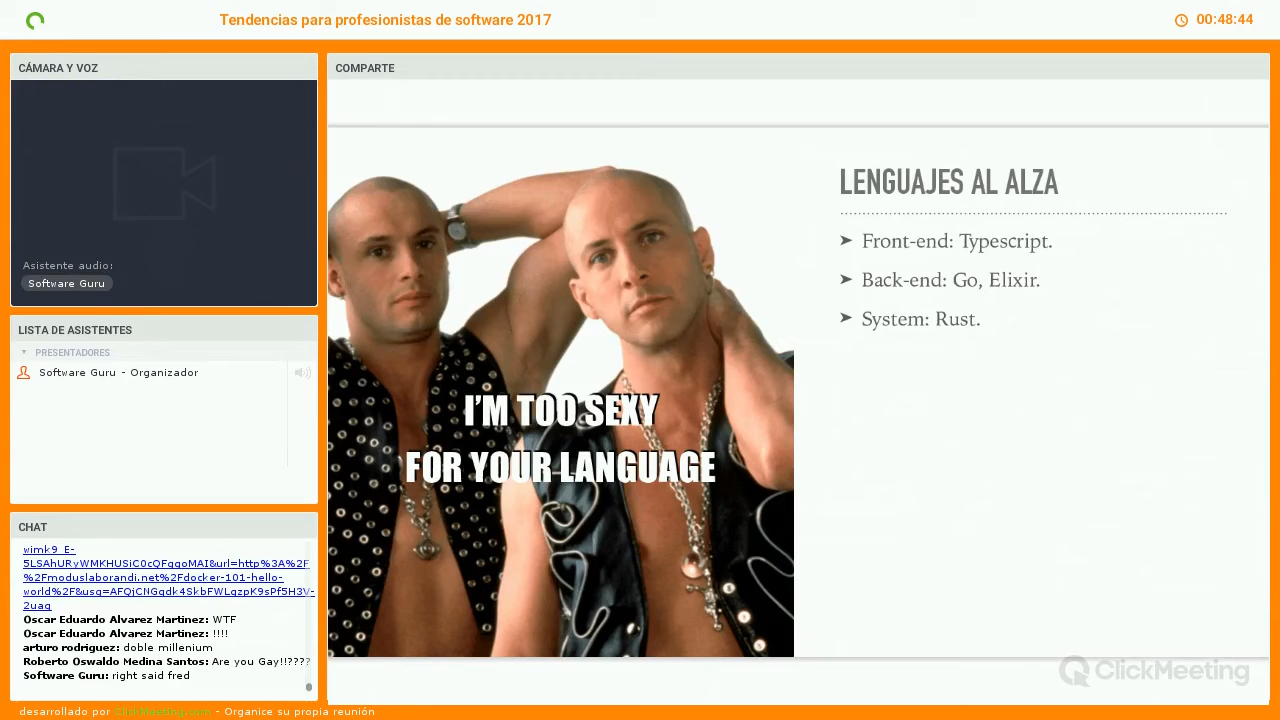 Tendencias para profesionistas de software 2017
00:48:44
CÁMARA Y VOZ
Asistente audio:
Software Guru
LISTA DE ASISTENTES
PRESENTADORES
Software Guru - Organizador
CHAT
wimk9_E-
5LSAhURyWMKHUSiC0cQFggoMAI&url=http%3A%2F
%2Fmoduslaborandi.net%2Fdocker-101-hello-
world%2F&usg=AFQjCNGgdk4SkbFWLgzpK9sPf5H3V-
2uag
Oscar Eduardo Alvarez Martinez: WTF
Oscar Eduardo Alvarez Martinez: !!!!
arturo rodriguez: doble millenium
Roberto Oswaldo Medina Santos: Are you Gay!!????
Software Guru: right said fred
desarrollado por ClickMeeting.com - Organice su propia reunión
COMPARTE
I'M TOO SEXY
FOR YOUR LANGUAGE
LENGUAJES AL ALZA
➤ Front-end: Typescript.
➤ Back-end: Go, Elixir.
➤ System: Rust.
ClickMeeting